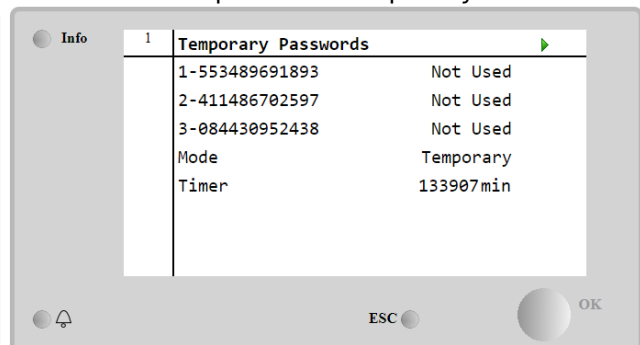 Info
1 Temporary Passwords
1-553489691893 Not Used
2-411486702597 Not Used
3-084430952438 Not Used
Mode Temporary
Timer 133907min
ESC
OK